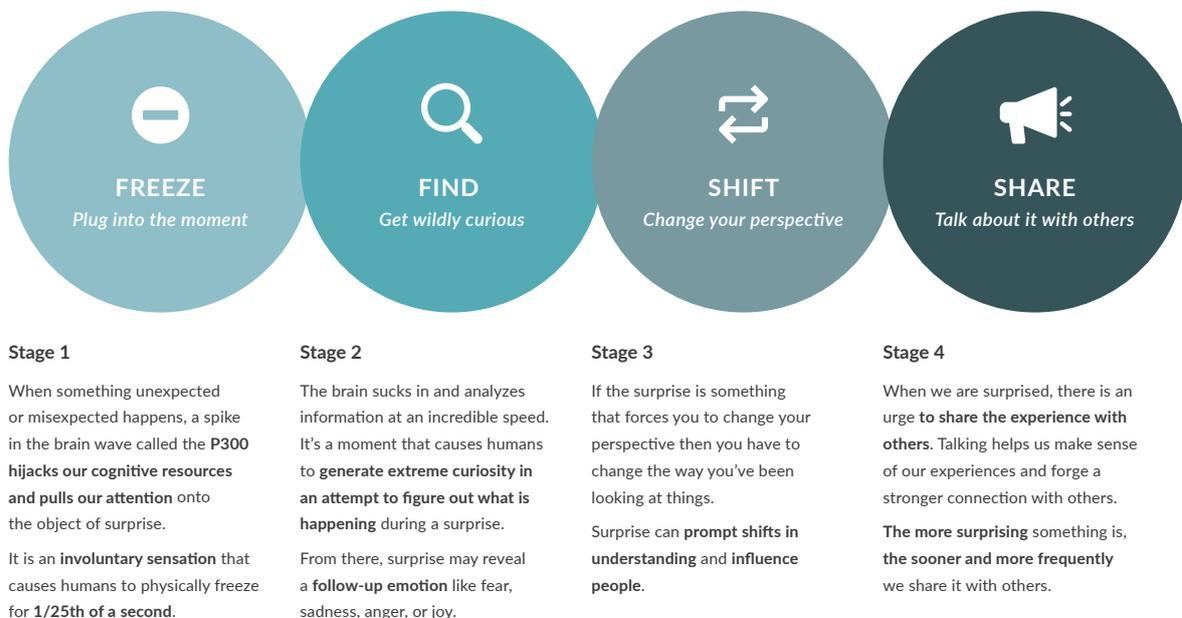 FREEZE
Plug into the moment
FIND
Get wildly curious
SHIFT
Change your perspective
SHARE
Talk about it with others
Stage 1
When something unexpected
or misexpected happens, a spike
in the brain wave called the P300
hijacks our cognitive resources
and pulls our attention onto
the object of surprise.
It is an involuntary sensation that
causes humans to physically freeze
for 1/25th of a second.
Stage 2
The brain sucks in and analyzes
information at an incredible speed.
It's a moment that causes humans
to generate extreme curiosity in
an attempt to figure out what is
happening during a surprise.
From there, surprise may reveal
a follow-up emotion like fear,
sadness, anger, or joy.
Stage 3
If the surprise is something
that forces you to change your
perspective then you have to
change the way you've been
looking at things.
Surprise can prompt shifts in
understanding and influence
people.
Stage 4
When we are surprised, there is an
urge to share the experience with
others. Talking helps us make sense
of our experiences and forge a
stronger connection with others.
The more surprising something is,
the sooner and more frequently
we share it with others.